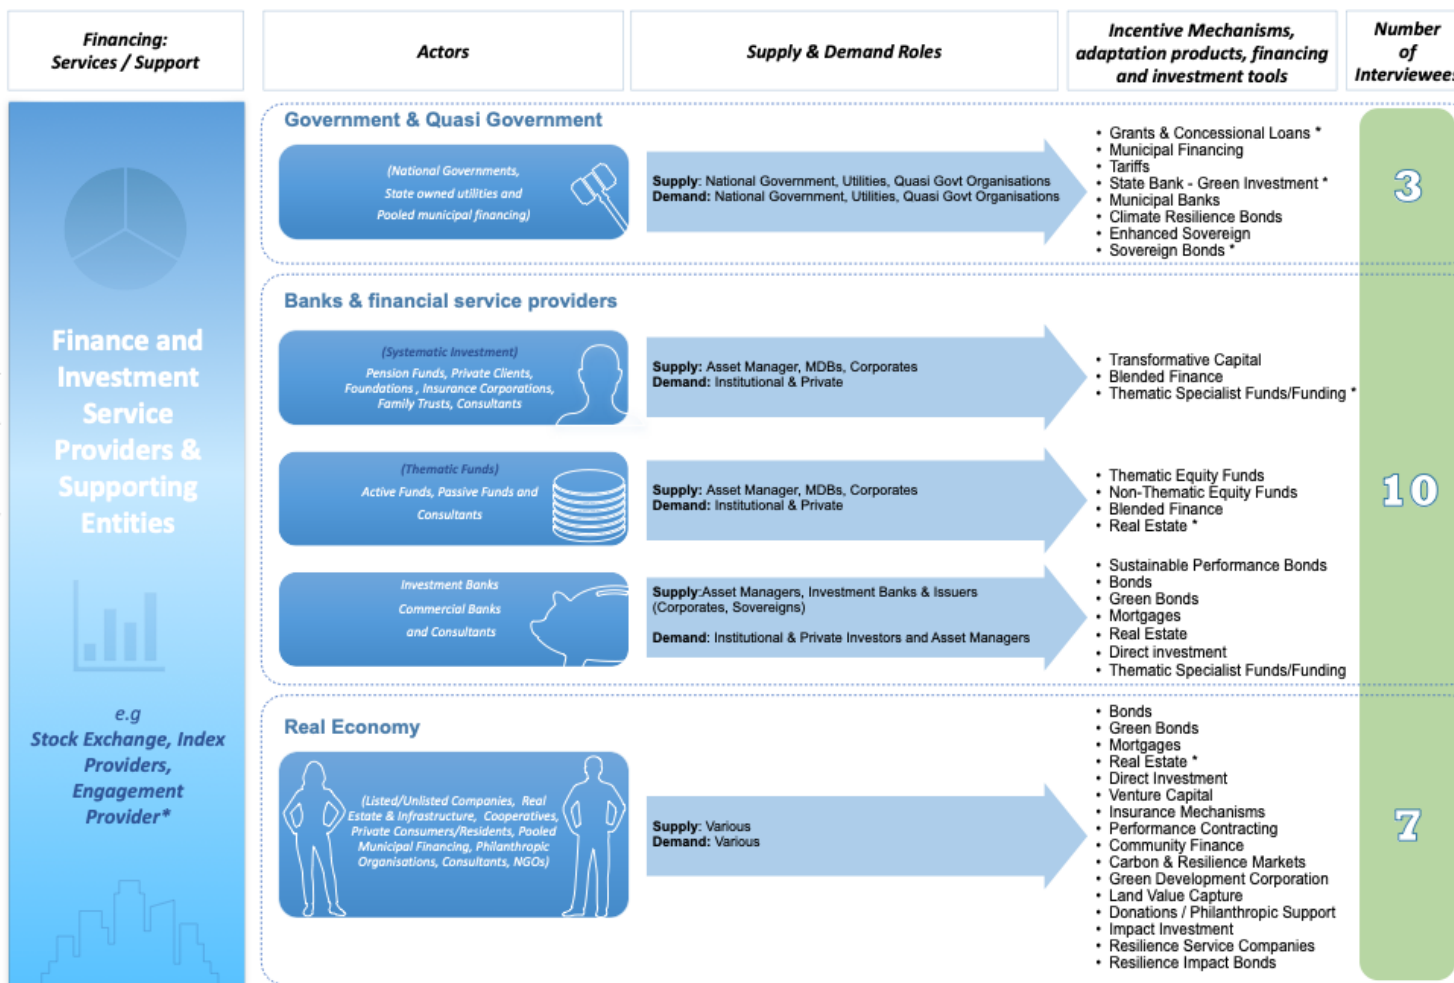 Financing:
Services / Support
Actors
Supply & Demand Roles
Incentive Mechanisms,
adaptation products, financing
and investment tools
Number
of
Interviewees
Finance and
Investment
Service
Providers &
Supporting
Entities
e.g
Stock Exchange, Index
Providers,
Engagement
Provider*
Government & Quasi Government
(National Governments,
State owned utilities and
Pooled municipal financing)
Supply: National Government, Utilities, Quasi Govt Organisations
Demand: National Government, Utilities, Quasi Govt Organisations
• Grants & Concessional Loans *
• Municipal Financing
• Tariffs
• State Bank - Green Investment *
• Municipal Banks
• Climate Resilience Bonds
• Enhanced Sovereign
• Sovereign Bonds *
3
Banks & financial service providers
(Systematic Investment)
Pension Funds, Private Clients,
Foundations , Insurance Corporations,
Family Trusts, Consultants
Supply: Asset Manager, MDBs, Corporates
Demand: Institutional & Private
• Transformative Capital
• Blended Finance
• Thematic Specialist Funds/Funding *
(Thematic Funds)
Active Funds, Passive Funds and
Consultants
Supply: Asset Manager, MDBs, Corporates
Demand: Institutional & Private
• Thematic Equity Funds
• Non-Thematic Equity Funds
• Blended Finance
• Real Estate *
10
Investment Banks
Commercial Banks
and Consultants
Supply:Asset Managers, Investment Banks & Issuers
(Corporates, Sovereigns)
Demand: Institutional & Private Investors and Asset Managers
• Sustainable Performance Bonds
• Bonds
• Green Bonds
• Mortgages
• Real Estate
• Direct investment
• Thematic Specialist Funds/Funding
Real Economy
(Listed/Unlisted Companies, Real
Estate & Infrastructure, Cooperatives,
Private Consumers/Residents, Pooled
Municipal Financing, Philanthropic
Organisations, Consultants, NGOs)
Supply: Various
Demand: Various
• Bonds
• Green Bonds
• Mortgages
• Real Estate *
• Direct Investment
• Venture Capital
• Insurance Mechanisms
• Performance Contracting
• Community Finance
• Carbon & Resilience Markets
• Green Development Corporation
• Land Value Capture
• Donations / Philanthropic Support
• Impact Investment
• Resilience Service Companies
• Resilience Impact Bonds
7